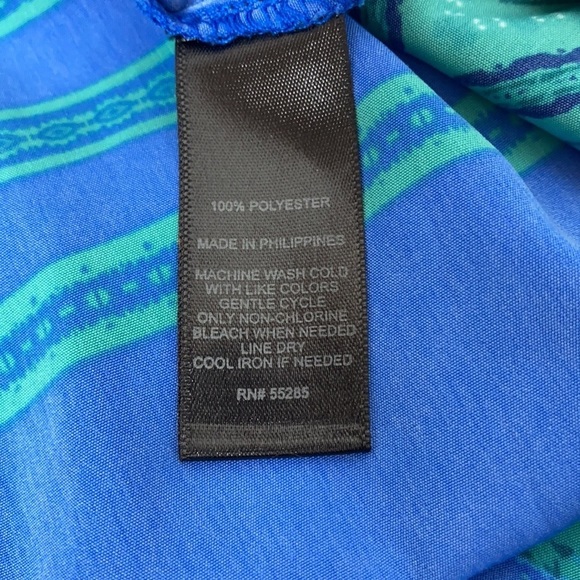 100% POLYESTER
MADE IN PHILIPPINES
MACHINE WASH COLD
WITH LIKE COLORS
GENTLE CYCLE
ONLY NON-CHLORINE
BLEACH WHEN NEEDED
LINE DRY
COOL IRON IF NEEDED
RN# 55285